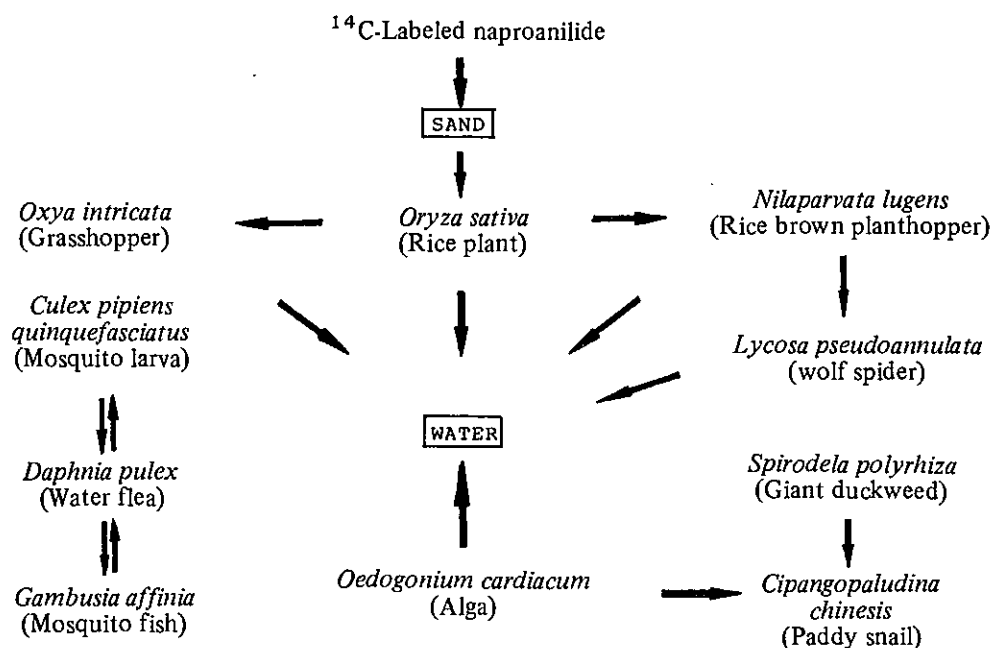 ¹⁴C-Labeled naproanilide
SAND
Oxya intricata
(Grasshopper)
Oryza sativa
(Rice plant)
Nilaparvata lugens
(Rice brown planthopper)
Culex pipiens
quinquefasciatus
(Mosquito larva)
Lycosa pseudoannulata
(wolf spider)
WATER
Daphnia pulex
(Water flea)
Spirodela polyrhiza
(Giant duckweed)
Gambusia affinia
(Mosquito fish)
Oedogonium cardiacum
(Alga)
Cipangopaludina
chinesis
(Paddy snail)